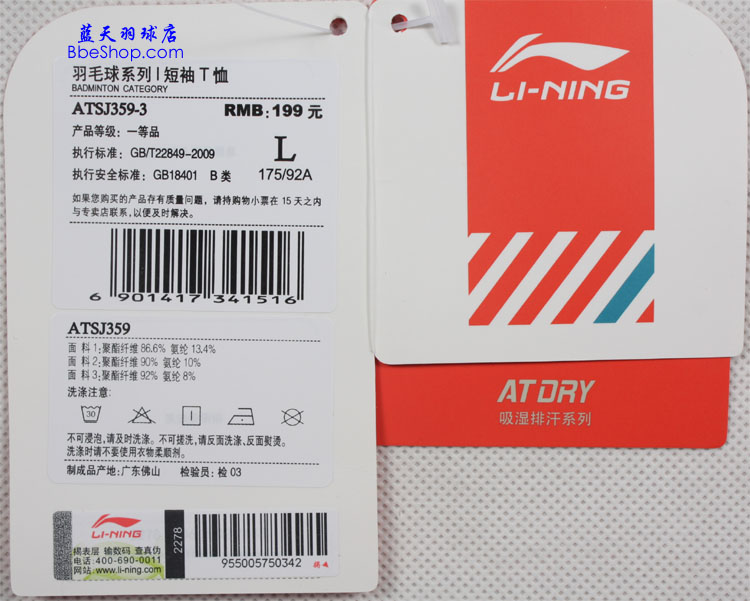 蓝天羽球店
BbeShop.com
羽毛球系列 | 短袖 T 恤
BADMINTON CATEGORY
ATSJ359-3 RMB: 199 元
产品等级: 一等品
执行标准: GB/T22849-2009
L
执行安全标准: GB18401 B 类 175/92A
如果您购买的产品存有质量问题, 请持购物小票在 15 天之内
与专卖店联系, 以便及时解决。
6 901417 341516
ATSJ359
面 料 1: 聚酯纤维 86.6% 氨纶 13.4%
面 料 2: 聚酯纤维 90% 氨纶 10%
面 料 3: 聚酯纤维 92% 氨纶 8%
洗涤注意:
30
不可浸泡, 请及时洗涤。不可搓洗, 请反面洗涤、反面熨烫。
洗涤时请不要使用衣物柔顺剂。
制成品产地: 广东佛山 检验员: 检 03
LI-NING
2278
揭表层 输数码 查真伪
电话:400-690-0011
网站:www.li-ning.com
955005750342
LI-NING
AT DRY
吸湿排汗系列